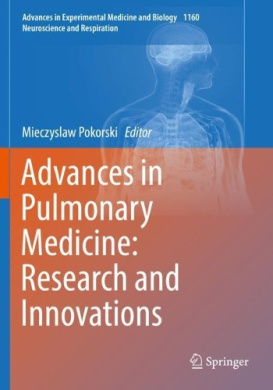 Advances in Experimental Medicine and Biology 1160
Neuroscience and Respiration
Mieczyslaw Pokorski Editor
Advances in
Pulmonary
Medicine:
Research and
Innovations
Springer